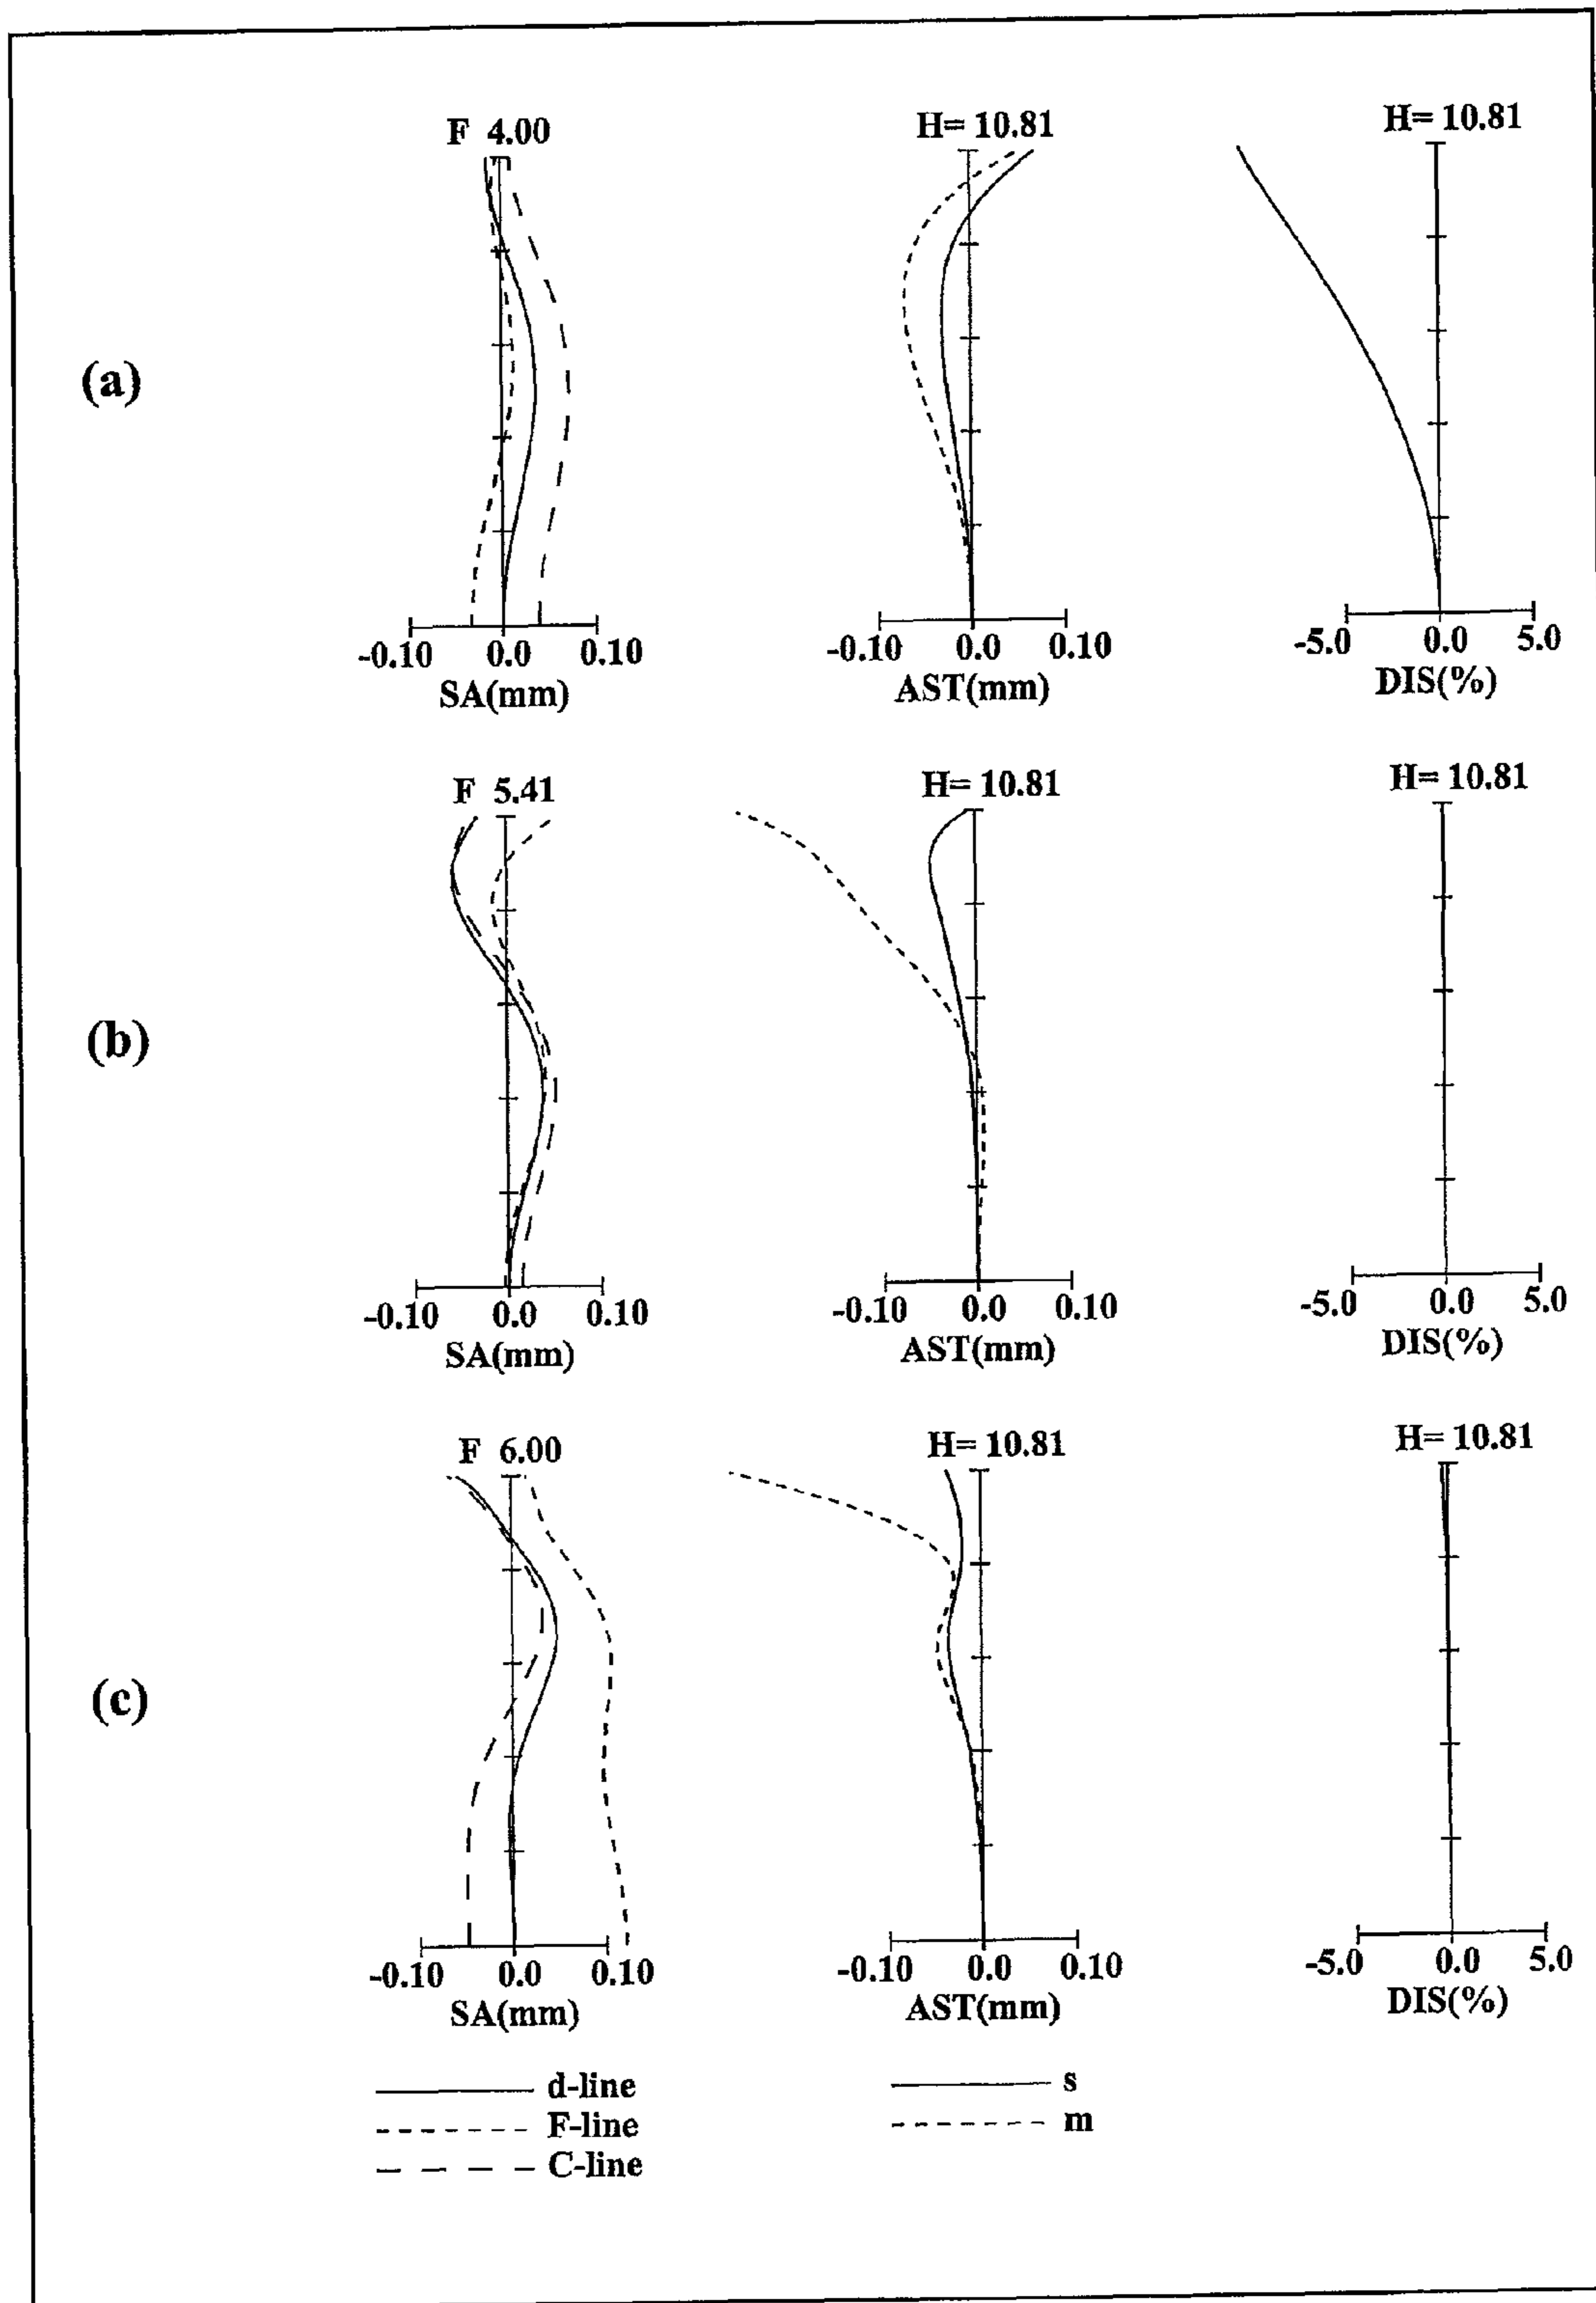 F 4.00 H= 10.81 H= 10.81
(a)
-0.10 0.0 0.10 -0.10 0.0 0.10 -5.0 0.0 5.0
SA(mm) AST(mm) DIS(%)
F 5.41 H= 10.81 H= 10.81
(b)
-0.10 0.0 0.10 -0.10 0.0 0.10 -5.0 0.0 5.0
SA(mm) AST(mm) DIS(%)
F 6.00 H= 10.81 H= 10.81
(c)
-0.10 0.0 0.10 -0.10 0.0 0.10 -5.0 0.0 5.0
SA(mm) AST(mm) DIS(%)
d-line s
F-line m
C-line